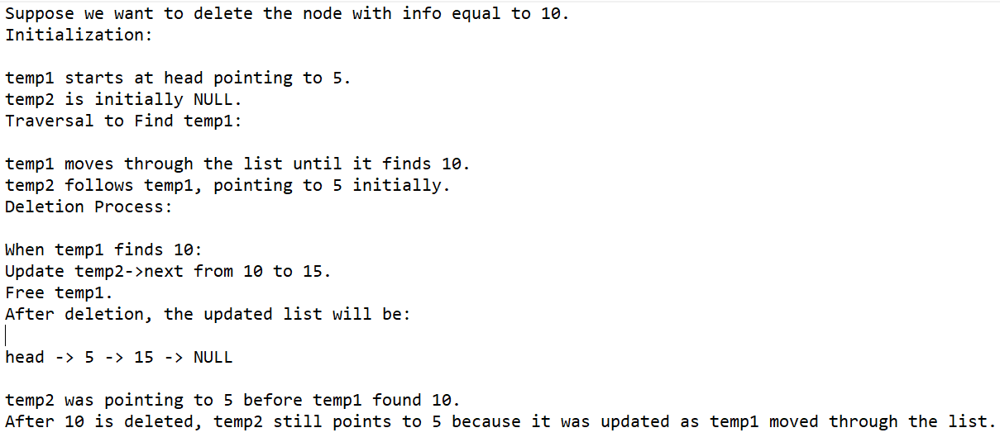 Suppose we want to delete the node with info equal to 10.
Initialization:
temp1 starts at head pointing to 5.
temp2 is initially NULL.
Traversal to Find temp1:
temp1 moves through the list until it finds 10.
temp2 follows temp1, pointing to 5 initially.
Deletion Process:
When temp1 finds 10:
Update temp2->next from 10 to 15.
Free temp1.
After deletion, the updated list will be:
head -> 5 -> 15 -> NULL
temp2 was pointing to 5 before temp1 found 10.
After 10 is deleted, temp2 still points to 5 because it was updated as temp1 moved through the list.